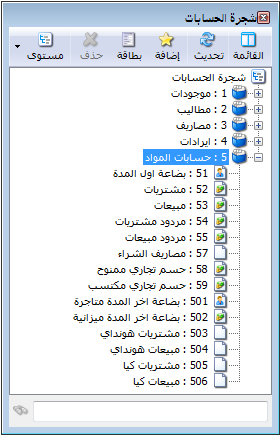 شجرة الحسابات
القائمة تحديث إضافة بطاقة حذف مستوى
شجرة الحسابات
1 : موجودات
2 : مطاليب
3 : مصاريف
4 : ايرادات
5 : حسابات المواد
51 : بضاعة اول المدة
52 : مشتريات
53 : مبيعات
54 : مردود مشتريات
55 : مردود مبيعات
57 : مصاريف الشراء
58 : حسم تجاري ممنوح
59 : حسم تجاري مكتسب
501 : بضاعة اخر المدة متاجرة
502 : بضاعة اخر المدة ميزانية
503 : مشتريات هونداي
504 : مبيعات هونداي
505 : مشتريات كيا
506 : مبيعات كيا